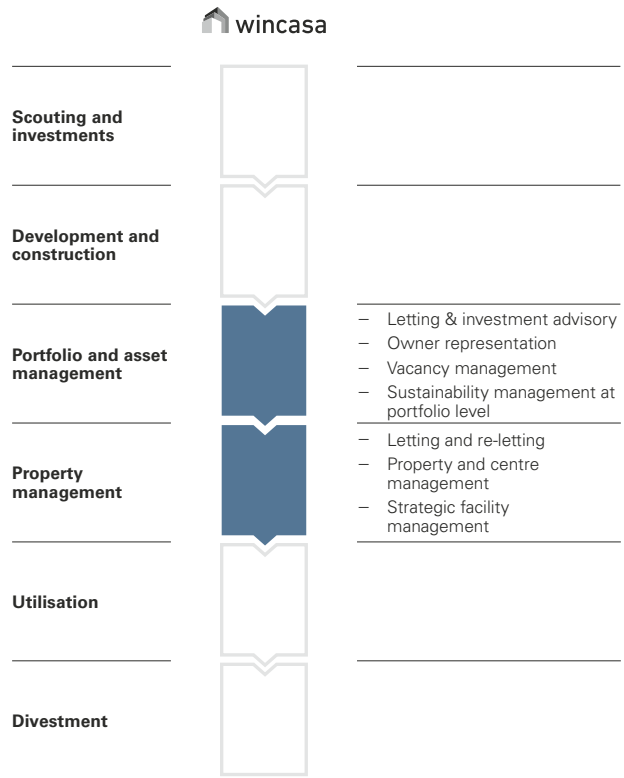 wincasa
Scouting and
investments
Development and
construction
Portfolio and asset
management
– Letting & investment advisory
– Owner representation
– Vacancy management
– Sustainability management at
portfolio level
Property
management
– Letting and re-letting
– Property and centre
management
– Strategic facility
management
Utilisation
Divestment